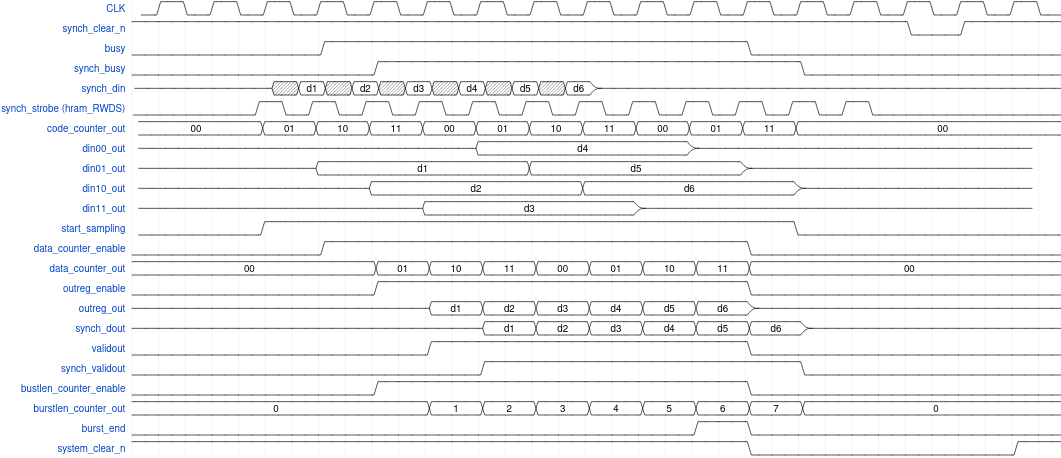 CLK
synch_clear_n
busy
synch_busy
synch_din d1 d2 d3 d4 d5 d6
synch_strobe (hram_RWDS)
code_counter_out 00 01 10 11 00 01 10 11 00 01 11 00
din00_out d4
din01_out d1 d5
din10_out d2 d6
din11_out d3
start_sampling
data_counter_enable
data_counter_out 00 01 10 11 00 01 10 11 00
outreg_enable
outreg_out d1 d2 d3 d4 d5 d6
synch_dout d1 d2 d3 d4 d5 d6
validout
synch_validout
bustlen_counter_enable
burstlen_counter_out 0 1 2 3 4 5 6 7 0
burst_end
system_clear_n